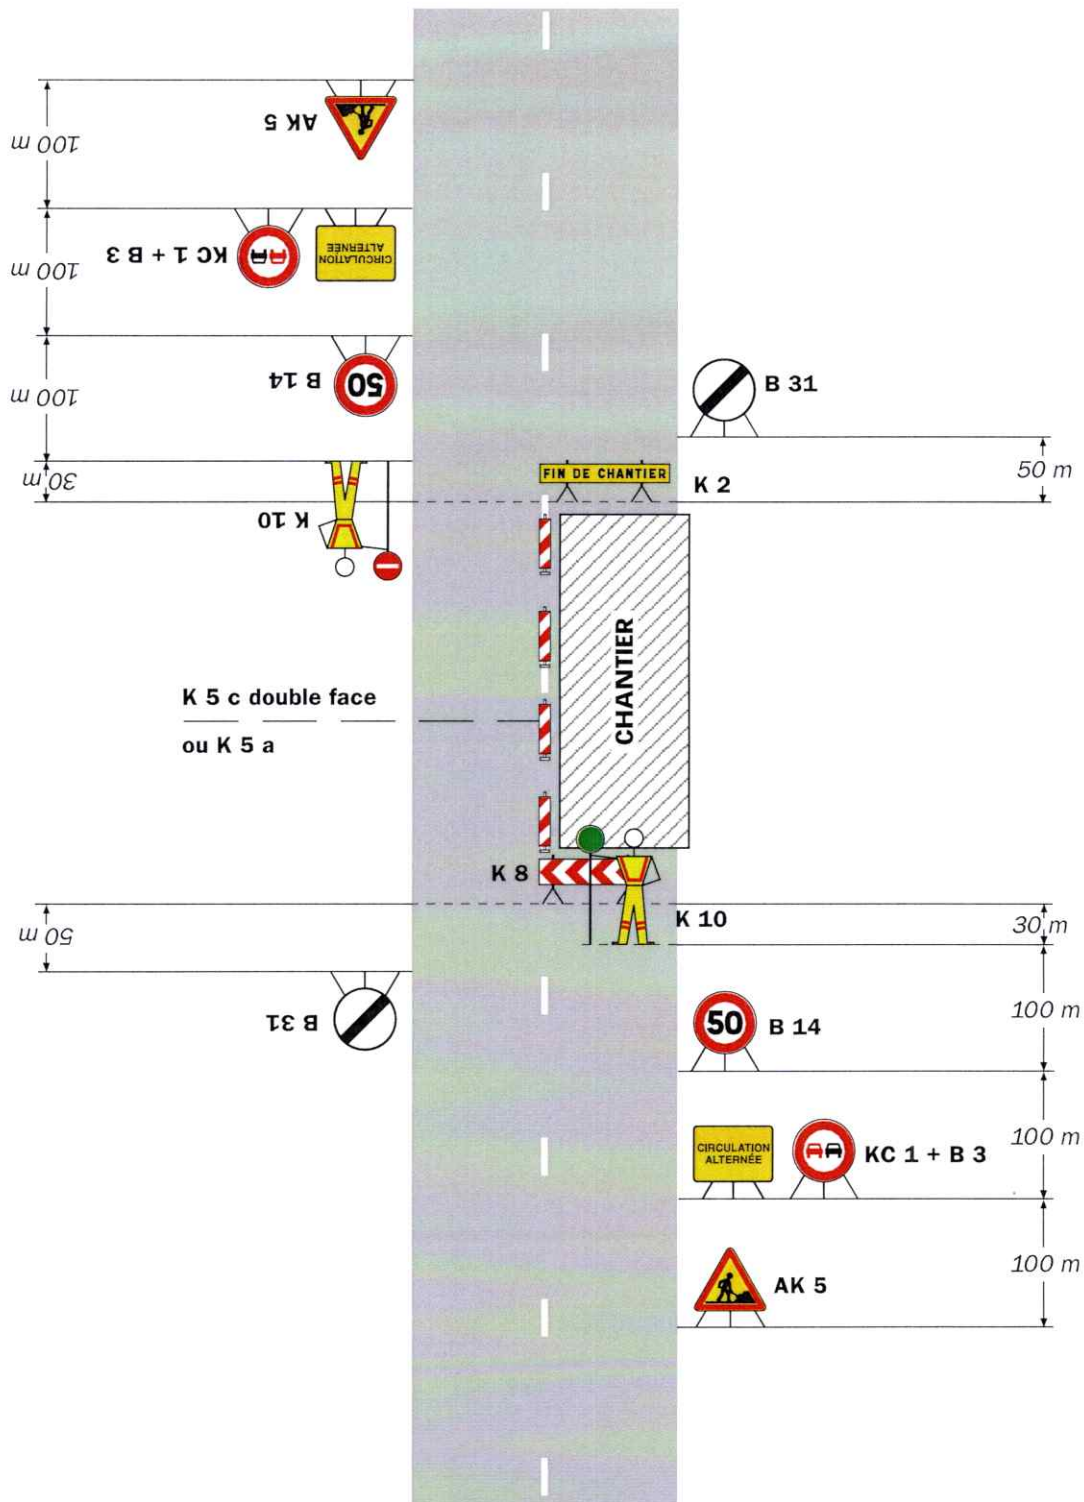 100 m
AK 5
100 m
KC 1 + B 3
CIRCULATION
ALTERNÉE
100 m
B 14
50
B 31
50 m
30 m
K 10
FIN DE CHANTIER
K 2
CHANTIER
K 5 c double face
ou K 5 a
K 8
K 10
30 m
50 m
B 31
50
B 14
100 m
CIRCULATION
ALTERNÉE
KC 1 + B 3
100 m
AK 5
100 m